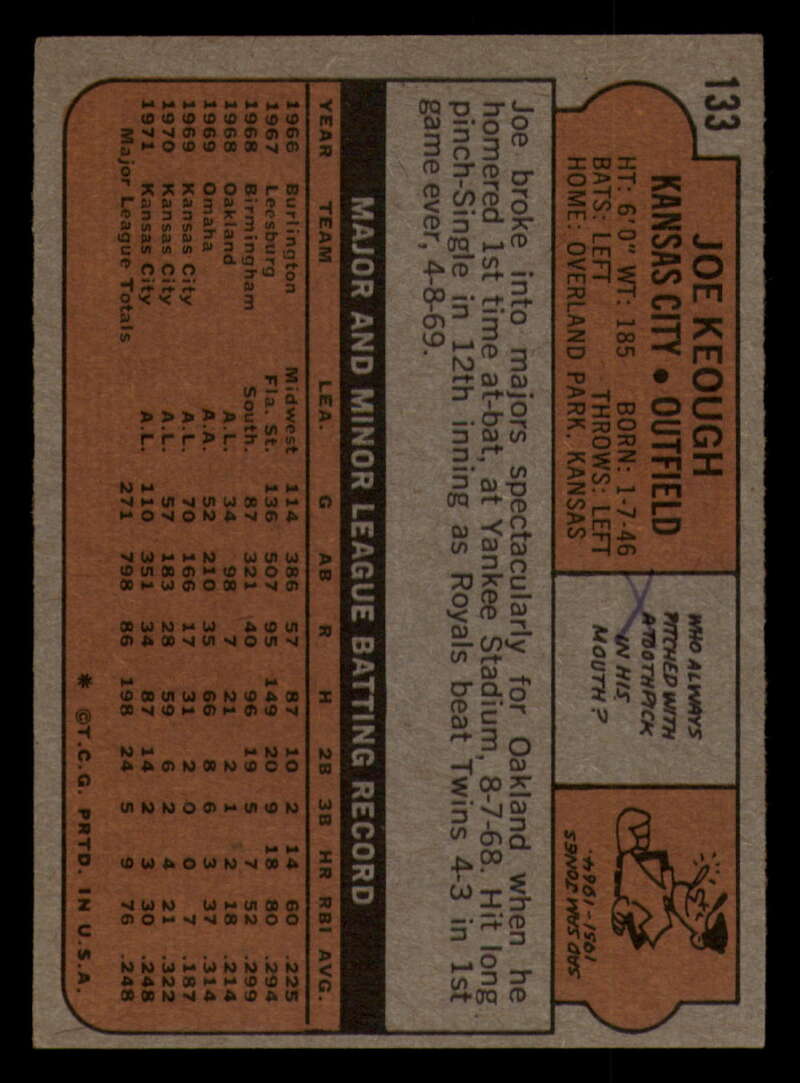 133
JOE KEOUGH
KANSAS CITY • OUTFIELD
HT: 6'0" WT: 185 BORN: 1-7-46
BATS: LEFT THROWS: LEFT
HOME: OVERLAND PARK, KANSAS
WHO ALWAYS
PITCHED WITH
A TOOTHPICK
IN HIS
MOUTH?
SAD SAM JONES
1951-1964.
Joe broke into majors spectacularly for Oakland when he
homered 1st time at-bat, at Yankee Stadium, 8-7-68. Hit long
pinch-Single in 12th inning as Royals beat Twins 4-3 in 1st
game ever, 4-8-69.
MAJOR AND MINOR LEAGUE BATTING RECORD
YEAR TEAM LEA. G AB R H 2B 3B HR RBI AVG.
1966 Burlington Midwest 114 386 57 87 10 2 14 60 .225
1967 Leesburg Fla. St. 136 507 95 149 20 9 18 80 .294
1968 Birmingham South. 87 321 40 96 19 5 7 52 .299
1968 Oakland A.L. 34 98 7 21 2 1 2 18 .214
1969 Omaha A.A. 52 210 35 66 8 6 3 37 .314
1969 Kansas City A.L. 70 166 17 31 2 0 0 7 .187
1970 Kansas City A.L. 57 183 28 59 6 2 4 21 .322
1971 Kansas City A.L. 110 351 34 87 14 2 3 30 .248
Major League Totals 271 798 86 198 24 5 9 76 .248
* ©T.C.G. PRTD. IN U.S.A.